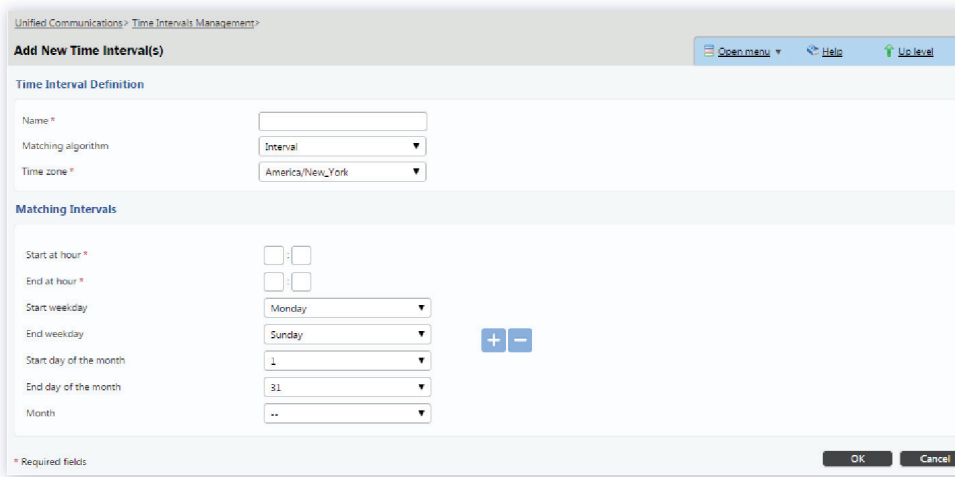 Unified Communications> Time Intervals Management>
Add New Time Interval(s)
Open menu Help Up level
Time Interval Definition
Name *
Matching algorithm Interval
Time zone * America/New_York
Matching Intervals
Start at hour * :
End at hour * :
Start weekday Monday
End weekday Sunday
Start day of the month 1
End day of the month 31
Month --
* Required fields
OK Cancel